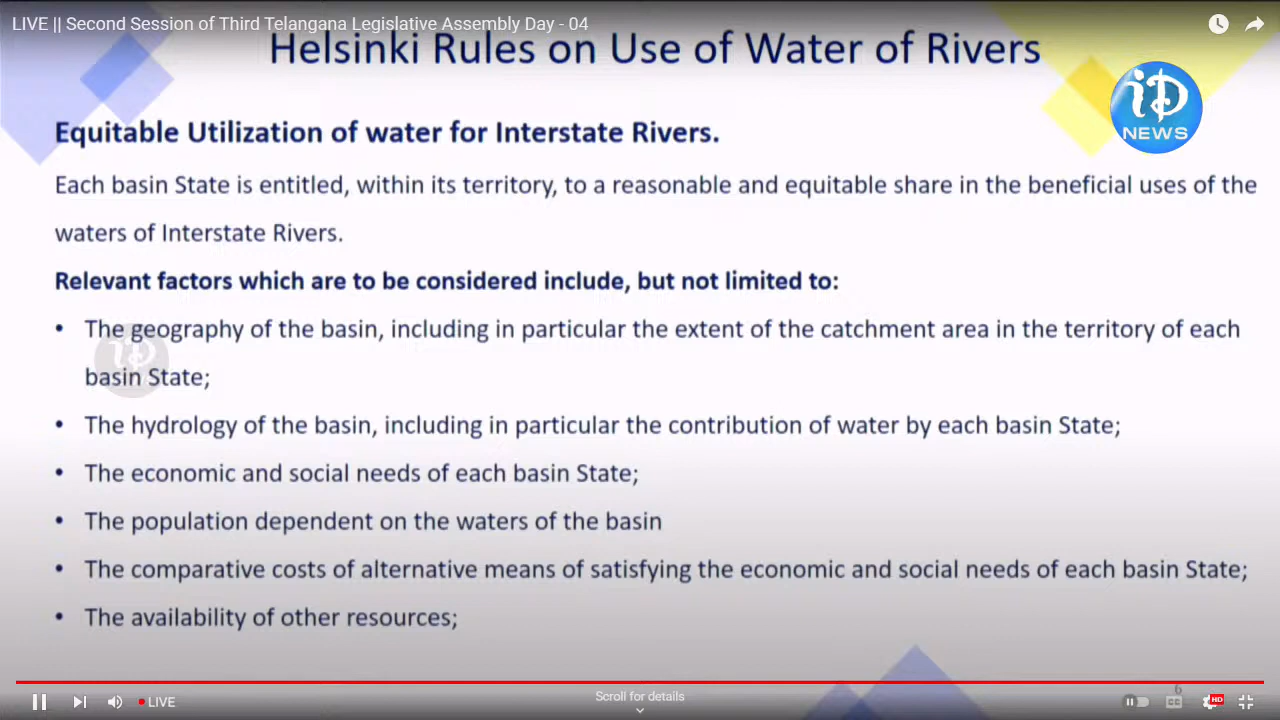 LIVE || Second Session of Third Telangana Legislative Assembly Day - 04
Helsinki Rules on Use of Water of Rivers
iD
NEWS
Equitable Utilization of water for Interstate Rivers.
Each basin State is entitled, within its territory, to a reasonable and equitable share in the beneficial uses of the
waters of Interstate Rivers.
Relevant factors which are to be considered include, but not limited to:
• The geography of the basin, including in particular the extent of the catchment area in the territory of each
basin State;
iD
• The hydrology of the basin, including in particular the contribution of water by each basin State;
• The economic and social needs of each basin State;
• The population dependent on the waters of the basin
• The comparative costs of alternative means of satisfying the economic and social needs of each basin State;
• The availability of other resources;
6
LIVE
Scroll for details
CC
HD